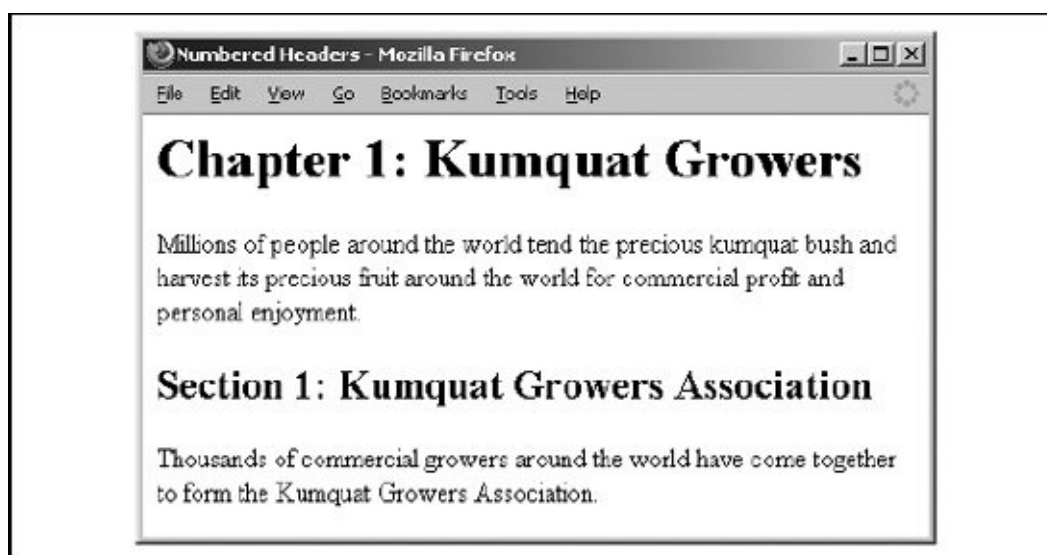 Numbered Headers - Mozilla Firefox
File Edit View Go Bookmarks Tools Help
Chapter 1: Kumquat Growers
Millions of people around the world tend the precious kumquat bush and
harvest its precious fruit around the world for commercial profit and
personal enjoyment.
Section 1: Kumquat Growers Association
Thousands of commercial growers around the world have come together
to form the Kumquat Growers Association.